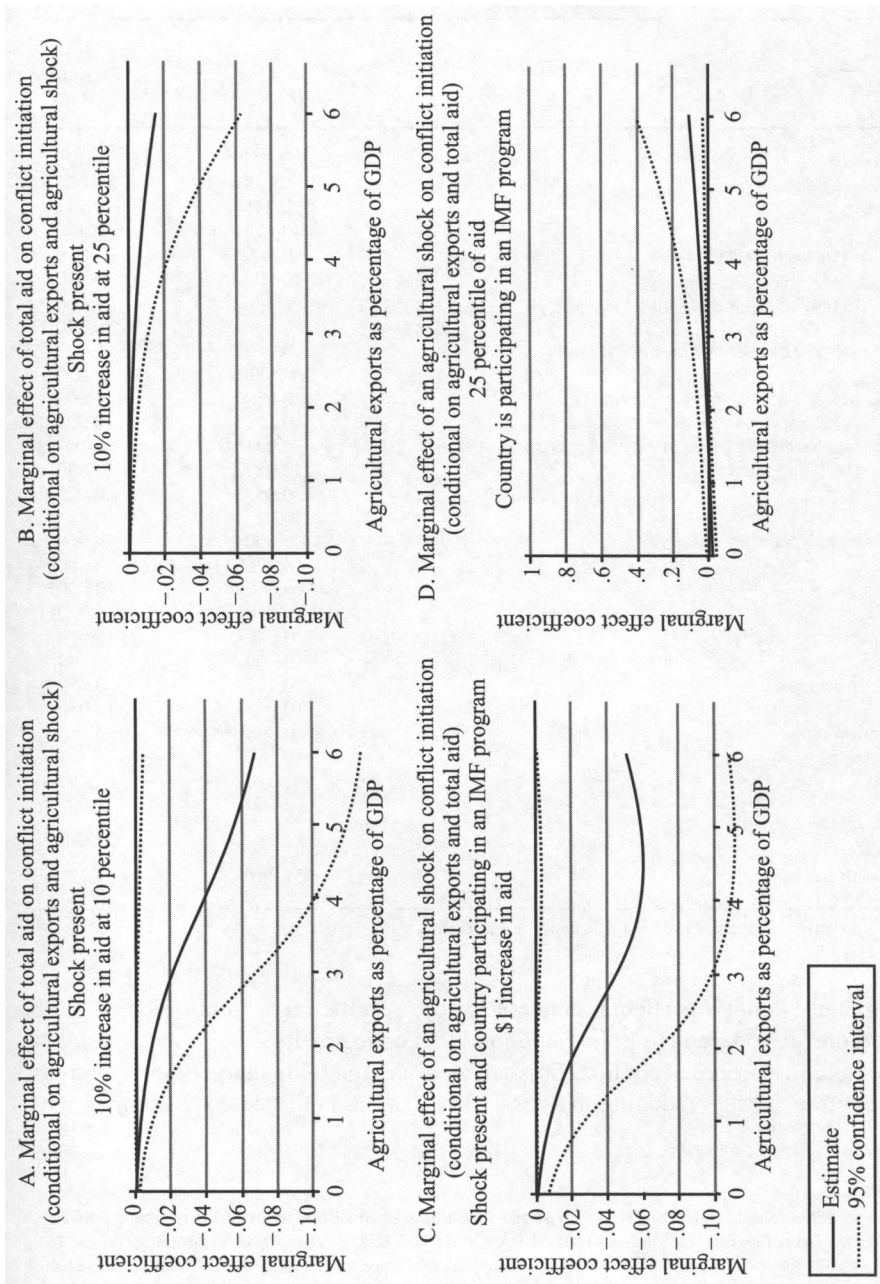 A. Marginal effect of total aid on conflict initiation
(conditional on agricultural exports and agricultural shock)
Shock present
10% increase in aid at 10 percentile
Marginal effect coefficient
0
-.02
-.04
-.06
-.08
-.10
0 1 2 3 4 5 6
Agricultural exports as pecentage of GDP
B. Marginal effect of total aid on conflict initiation
(conditional on agricultural exports and agricultural shock)
Shock present
10% increase in aid at 25 percentile
Marginal effect coefficient
0
-.02
-.04
-.06
-.08
-.10
0 1 2 3 4 5 6
Agricultural exports as percentage of GDP
C. Marginal effect of an agricultural shock on conflict initiation
(conditional on agricultural exports and total aid)
Shock present and country participating in an IMF program
$1 increase in aid
Marginal effect coefficient
0
-.02
-.04
-.06
-.08
-.10
0 1 2 3 4 5 6
Agricultural exports as percentage of GDP
D. Marginal effect of an agricultural shock on conflict initiation
(conditional on agricultural exports and total aid)
25 percentile of aid
Country is participating in an IMF program
Marginal effect coefficient
1
.8
.6
.4
.2
0
0 1 2 3 4 5 6
Agricultural exports as percentage of GDP
Estimate
95% confidence interval